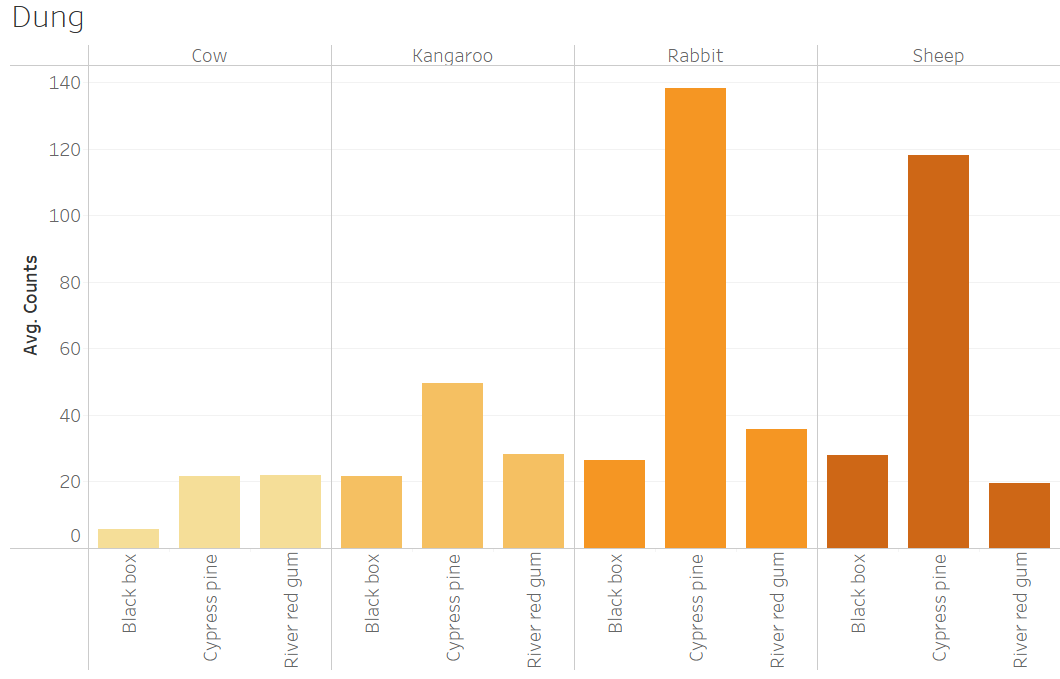 Dung
Cow Kangaroo Rabbit Sheep
Avg. Counts
140
120
100
80
60
40
20
0
Black box Cypress pine River red gum Black box Cypress pine River red gum Black box Cypress pine River red gum Black box Cypress pine River red gum